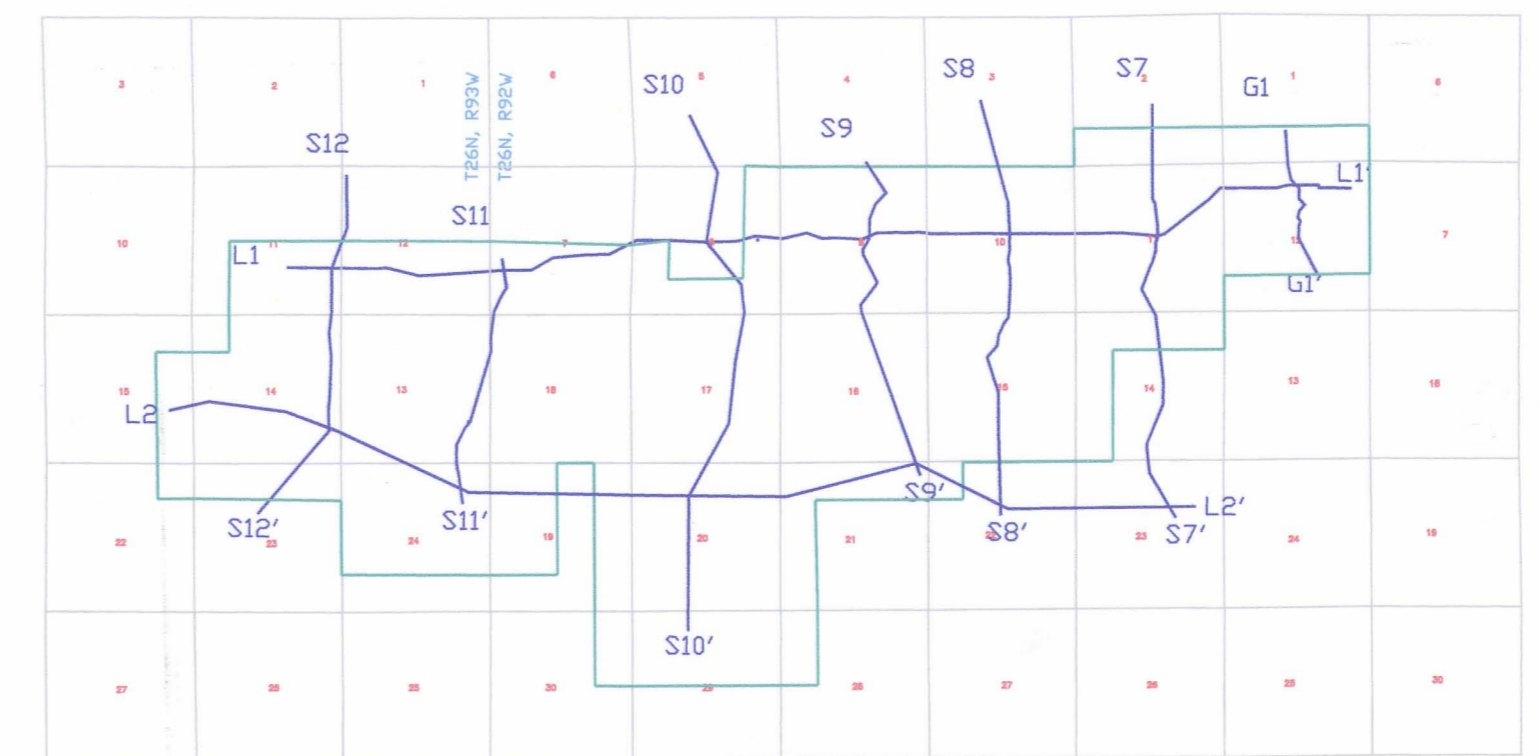 3 2 1 6 5 4 3 2 1 6
T26N, R93W
T26N, R92W
S12
S11
S10
S9
S8
S7
G1
L1
L1'
10 11 12 7 8 9 10 11 12 7
G1'
15 14 13 18 17 16 15 14 13 18
L2
S12'
S11'
S9'
S8'
L2'
S7'
22 23 24 19 20 21 22 23 24 19
S10'
27 26 25 30 29 28 27 26 25 30